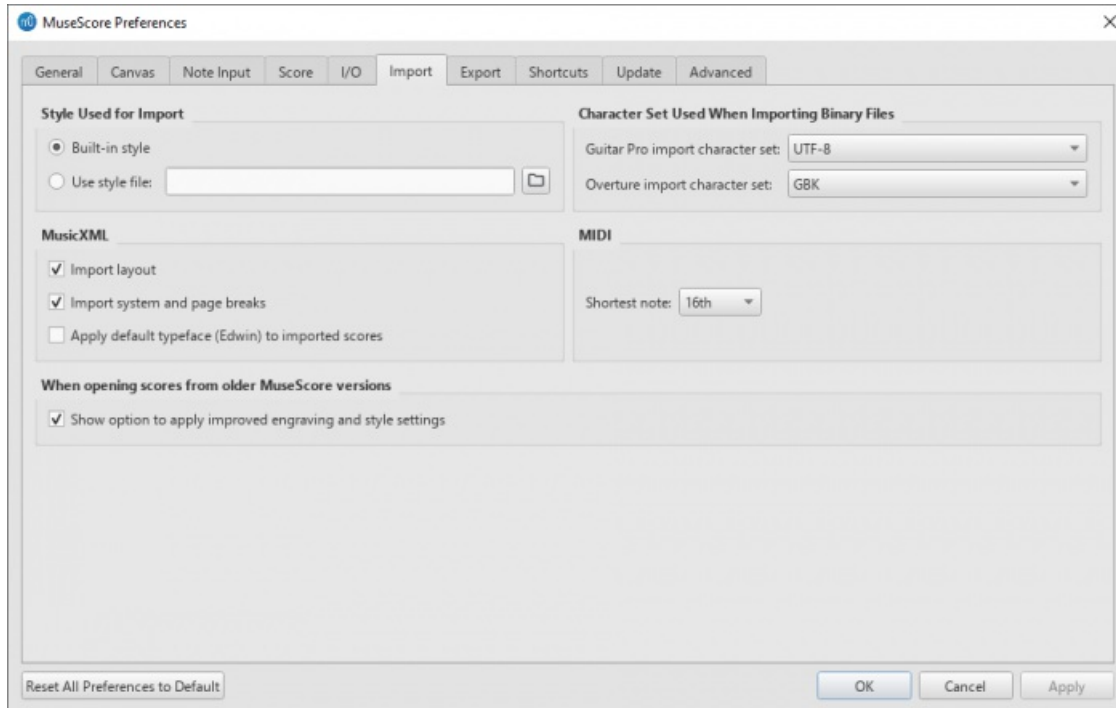 MuseScore Preferences
General Canvas Note Input Score I/O Import Export Shortcuts Update Advanced
Style Used for Import
Built-in style
Use style file:
Character Set Used When Importing Binary Files
Guitar Pro import character set: UTF-8
Overture import character set: GBK
MusicXML
Import layout
Import system and page breaks
Apply default typeface (Edwin) to imported scores
MIDI
Shortest note: 16th
When opening scores from older MuseScore versions
Show option to apply improved engraving and style settings
Reset All Preferences to Default OK Cancel Apply